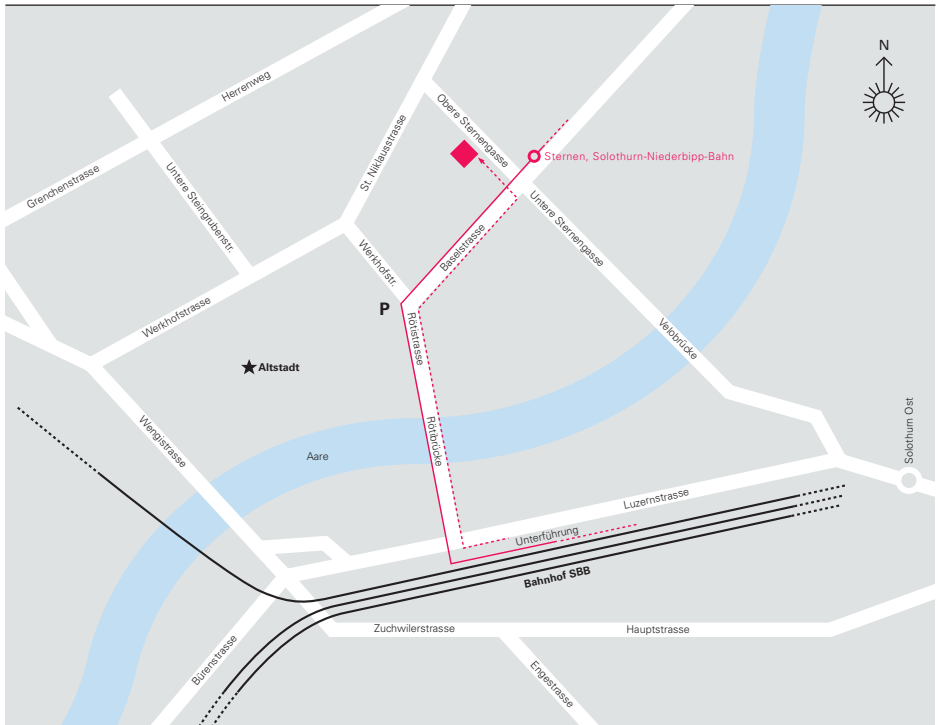 N
Herrenweg
Obere Sternengasse
St. Niklausstrasse
Sternen, Solothurn-Niederbipp-Bahn
Grenchenstrasse
Untere Steingrubenstr.
Untere Sternengasse
Baselstrasse
Werkhofstr.
P
Werkhofstrasse
Rötistrasse
Velobrücke
Altstadt
Wengistrasse
Rötibrücke
Aare
Solothurn Ost
Luzernstrasse
Unterführung
Bahnhof SBB
Zuchwilerstrasse
Hauptstrasse
Bürenstrasse
Engestrasse